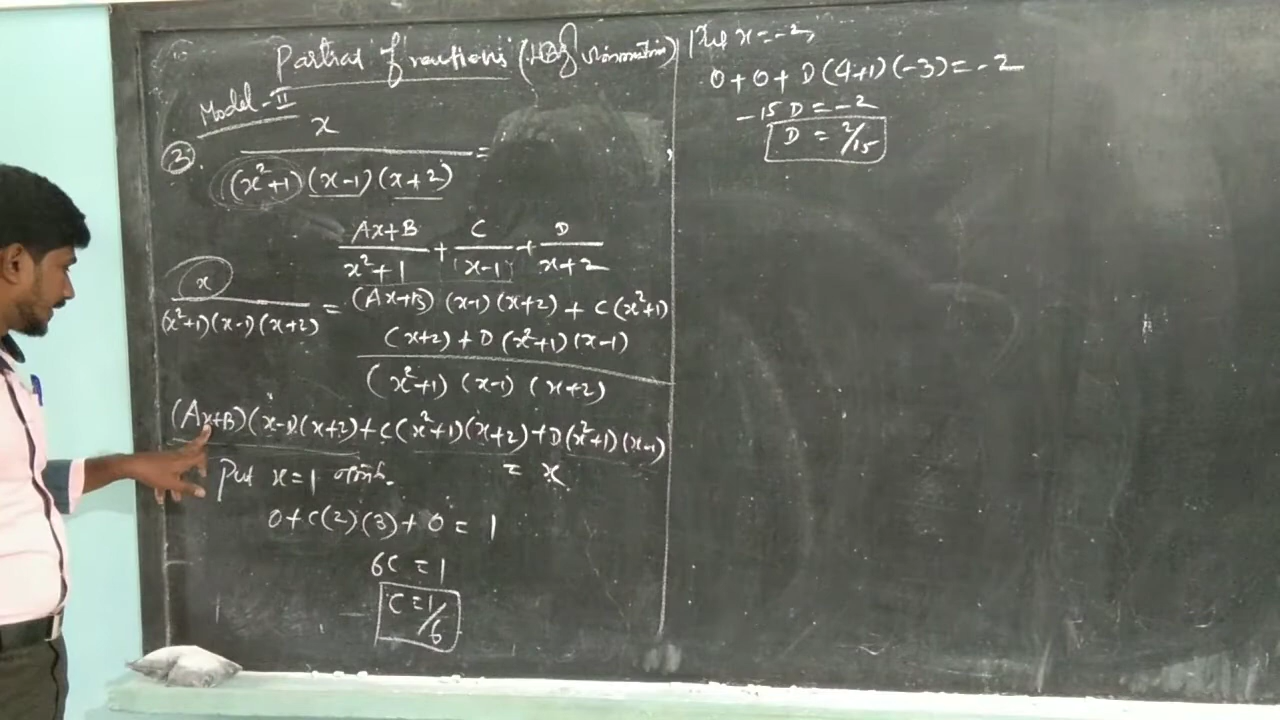 Partial fractions
Model-II
③. x / (x²+1)(x-1)(x+2) =
Ax+B / x²+1 + C / x-1 + D / x+2
x / (x²+1)(x-1)(x+2) = (Ax+B)(x-1)(x+2) + C(x²+1)
(x+2) + D(x²+1)(x-1)
(x²+1)(x-1)(x+2)
(Ax+B)(x-1)(x+2)+C(x²+1)(x+2)+D(x²+1)(x-1)
= x
Put x=1
0+C(2)(3)+0=1
6C=1
C=1/6
Put x=-2,
0+0+D(4+1)(-3)=-2
-15D=-2
D=2/15